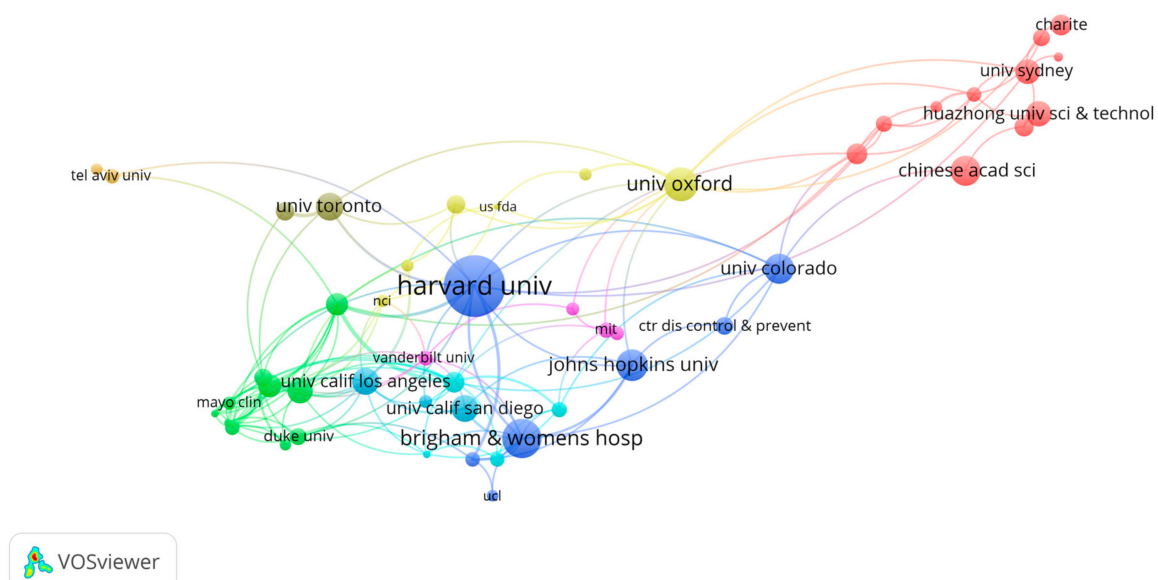 charite
univ sydney
huazhong univ sci & technol
chinese acad sci
tel aviv univ
univ oxford
univ toronto
us fda
univ colorado
harvard univ
nci
ctr dis control & prevent
mit
vanderbilt univ
johns hopkins univ
univ calif los angeles
mayo clin
univ calif san diego
duke univ
brigham & womens hosp
ucl
VOSviewer